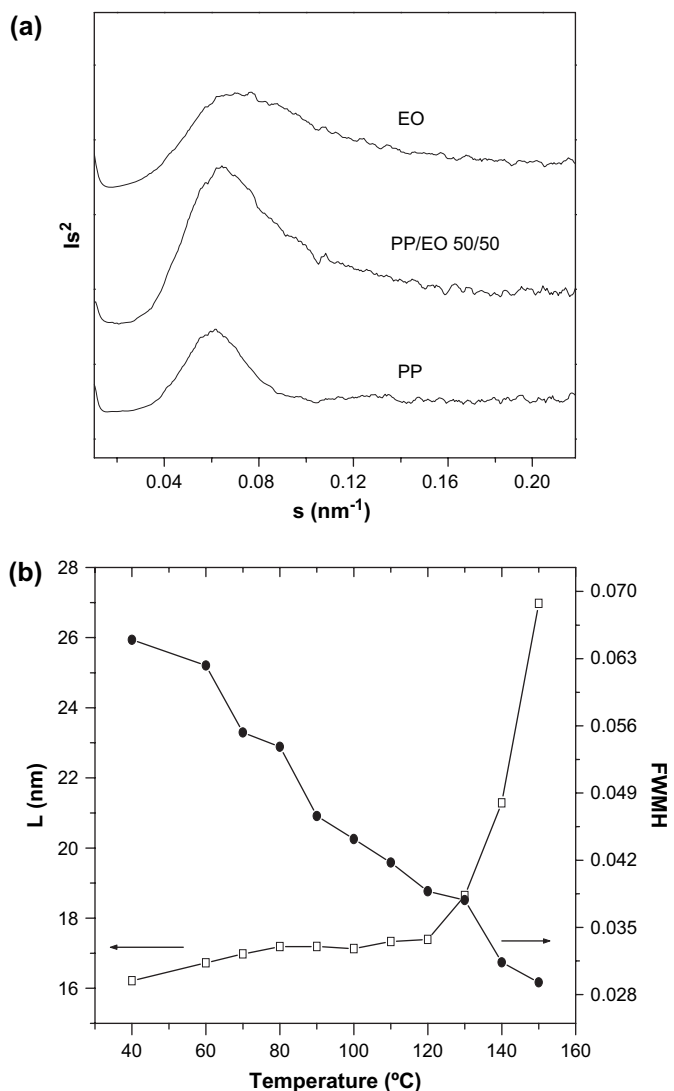 (a)
EO
PP/EO 50/50
PP
Is²
0.04 0.08 0.12 0.16 0.20
s (nm⁻¹)
(b)
28
26
24
22
20
18
16
L (nm)
0.070
0.063
0.056
0.049
0.042
0.035
0.028
FWMH
40 60 80 100 120 140 160
Temperature (ºC)